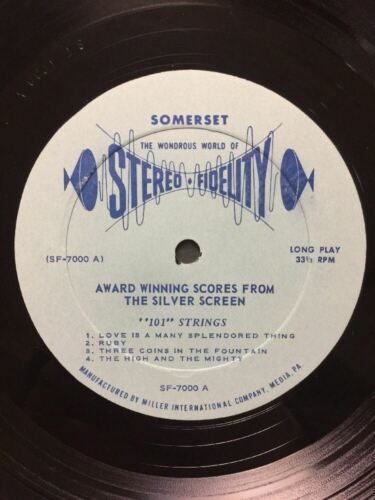 SOMERSET
THE WONDROUS WORLD OF
STEREO • FIDELITY
(SF-7000 A)
LONG PLAY
33⅓ RPM
AWARD WINNING SCORES FROM
THE SILVER SCREEN
"101" STRINGS
1. LOVE IS A MANY SPLENDORED THING
2. RUBY
3. THREE COINS IN THE FOUNTAIN
4. THE HIGH AND THE MIGHTY
SF-7000 A
MANUFACTURED BY MILLER INTERNATIONAL COMPANY, MEDIA, PA.